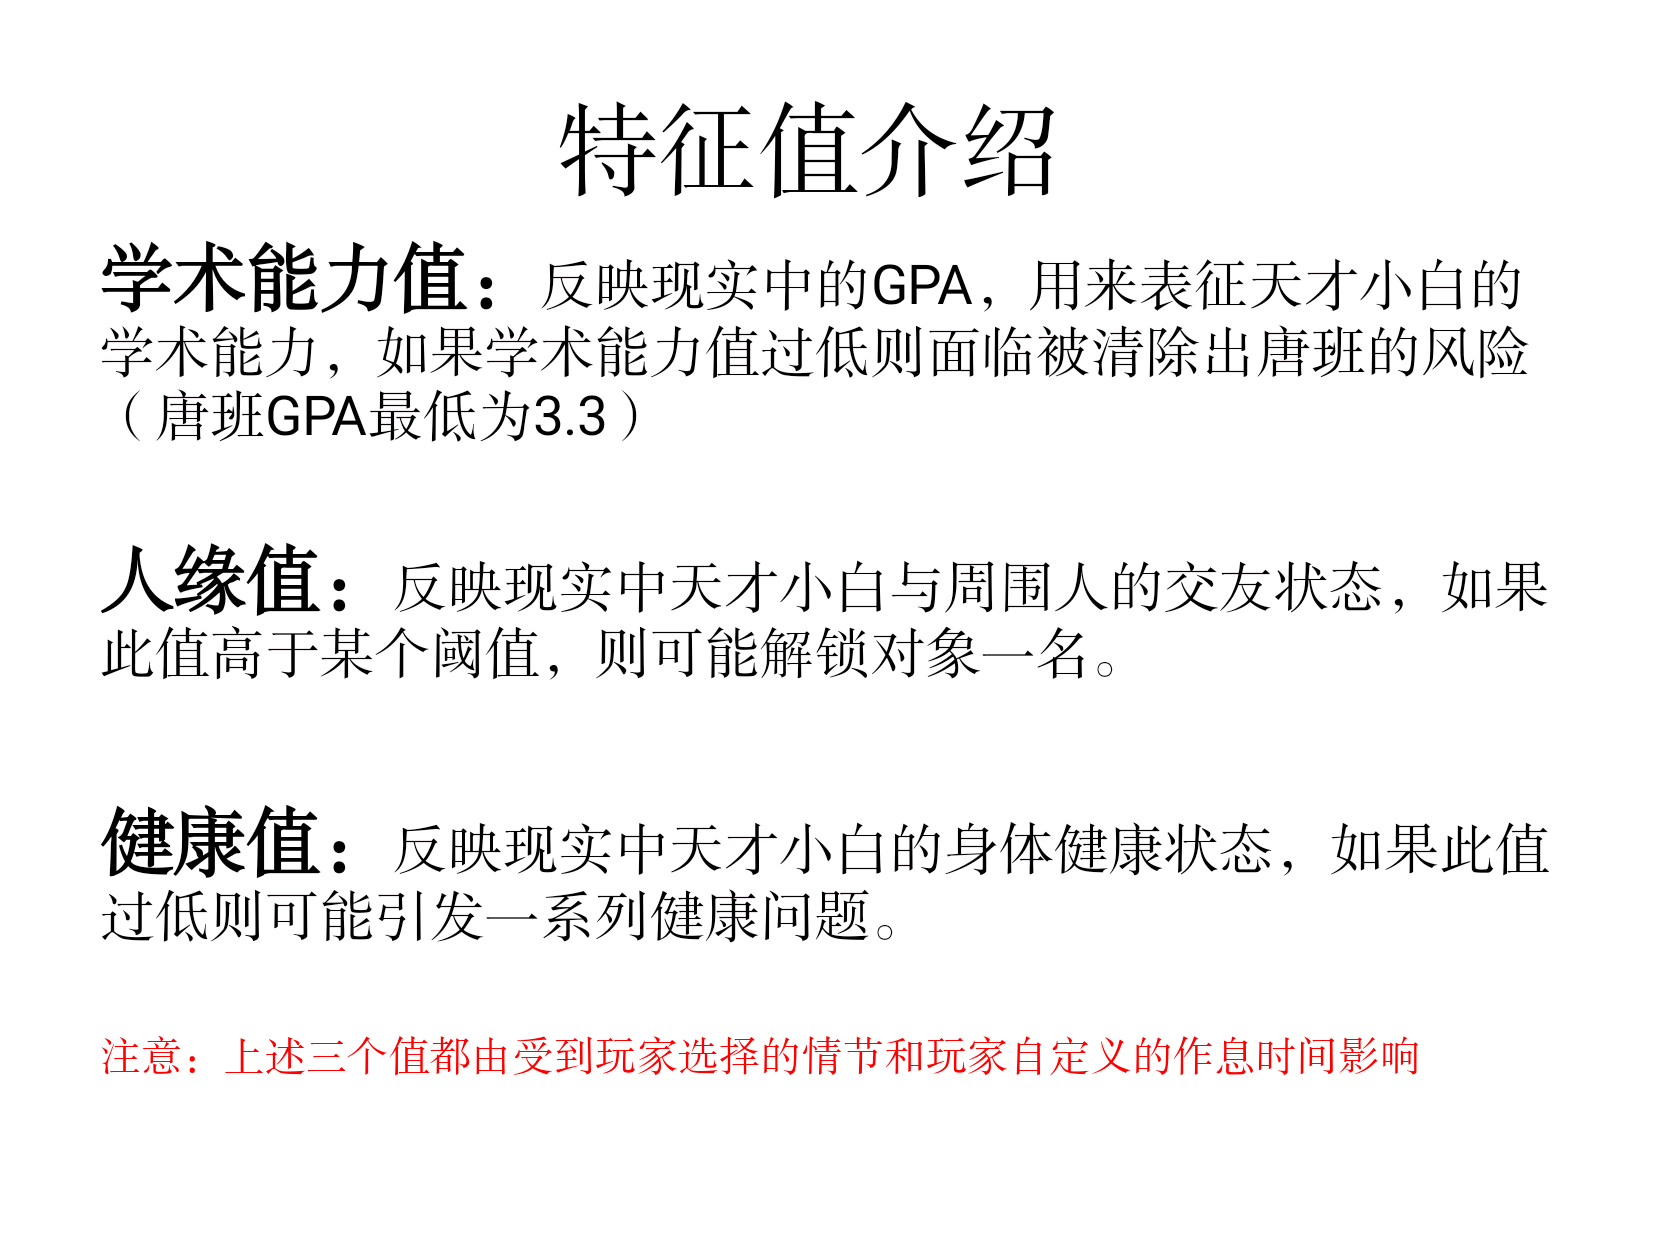 特征值介绍
学术能力值：反映现实中的GPA，用来表征天才小白的
学术能力，如果学术能力值过低则面临被清除出唐班的风险
（唐班GPA最低为3.3）
人缘值：反映现实中天才小白与周围人的交友状态，如果
此值高于某个阈值，则可能解锁对象一名。
健康值：反映现实中天才小白的身体健康状态，如果此值
过低则可能引发一系列健康问题。
注意：上述三个值都由受到玩家选择的情节和玩家自定义的作息时间影响